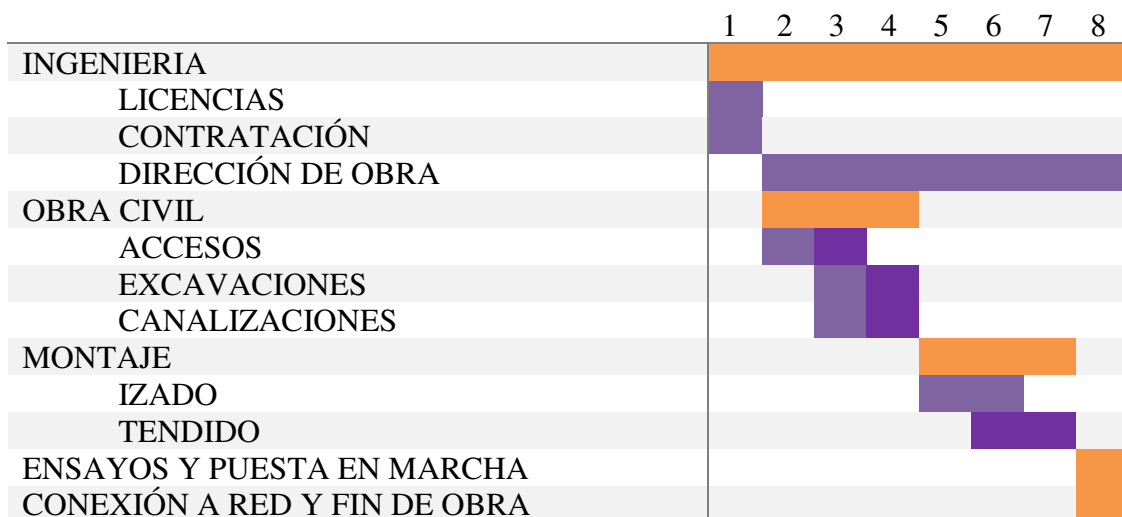 1 2 3 4 5 6 7 8
INGENIERIA
LICENCIAS
CONTRATACIÓN
DIRECCIÓN DE OBRA
OBRA CIVIL
ACCESOS
EXCAVACIONES
CANALIZACIONES
MONTAJE
IZADO
TENDIDO
ENSAYOS Y PUESTA EN MARCHA
CONEXIÓN A RED Y FIN DE OBRA